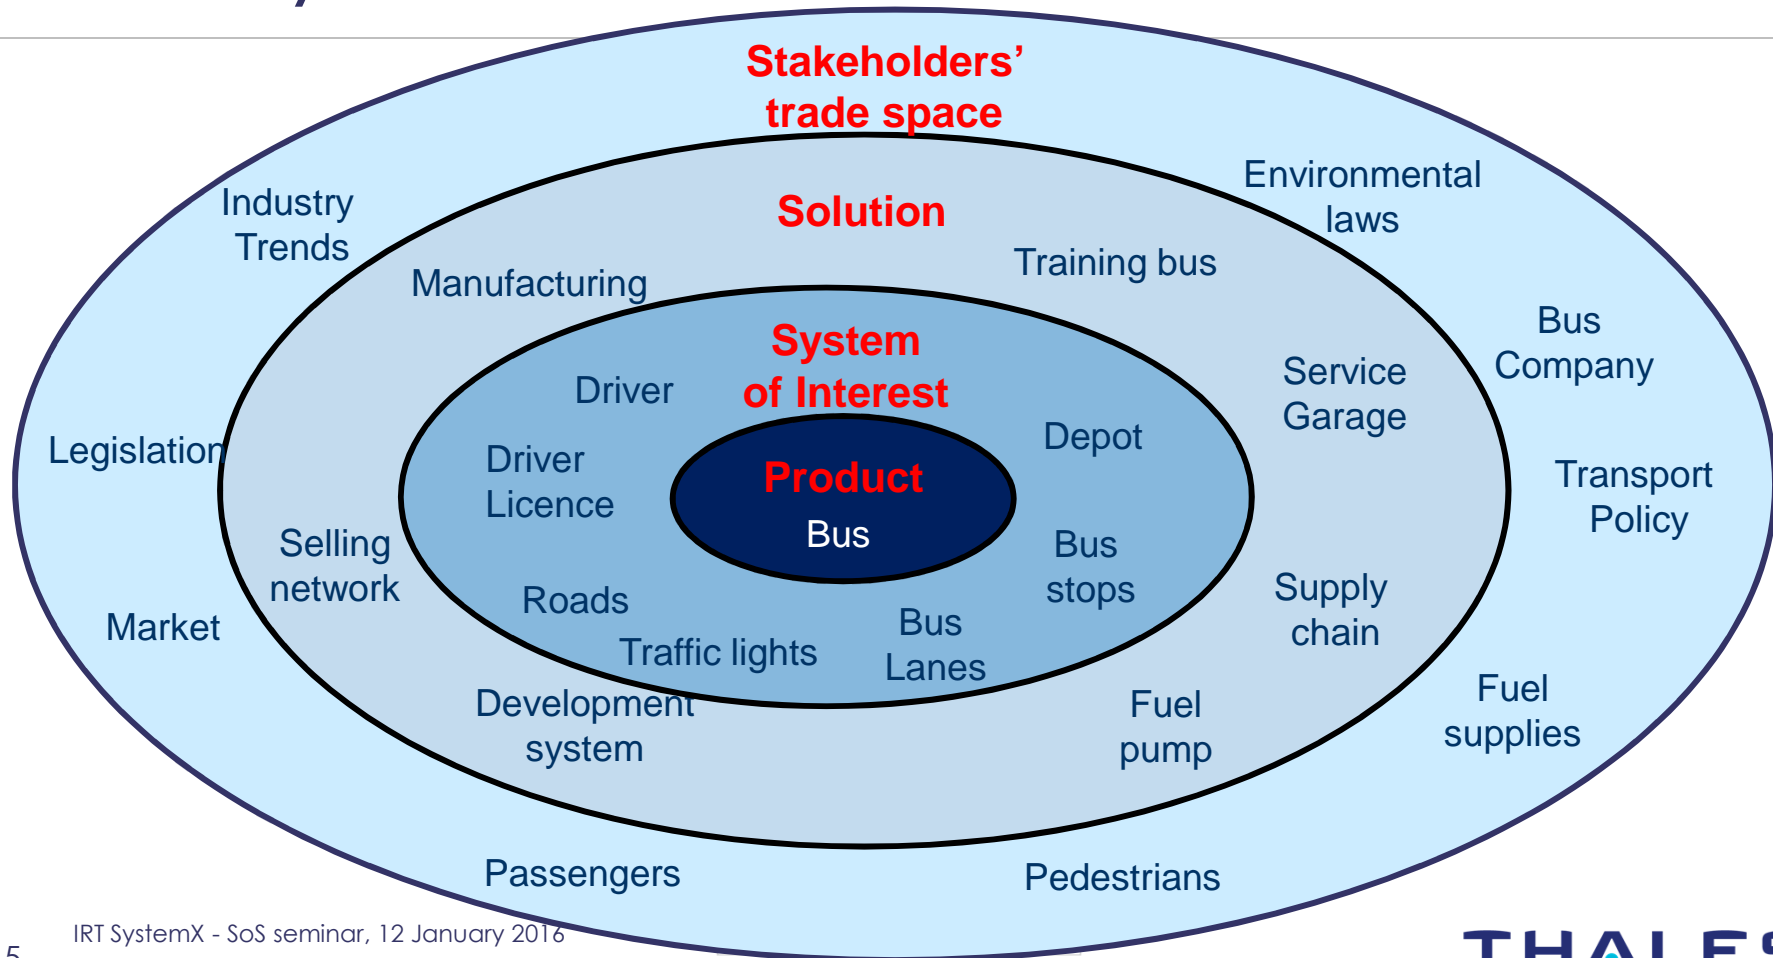 Stakeholders’
trade space
Environmental
laws
Industry
Trends
Solution
Training bus
Manufacturing
Bus
Company
System
of Interest
Service
Garage
Driver
Depot
Legislation
Driver
Licence
Product
Bus
Transport
Policy
Selling
network
Bus
stops
Roads
Supply
chain
Market
Traffic lights
Bus
Lanes
Development
system
Fuel
pump
Fuel
supplies
Passengers
Pedestrians
IRT SystemX - SoS seminar, 12 January 2016
5
THALES